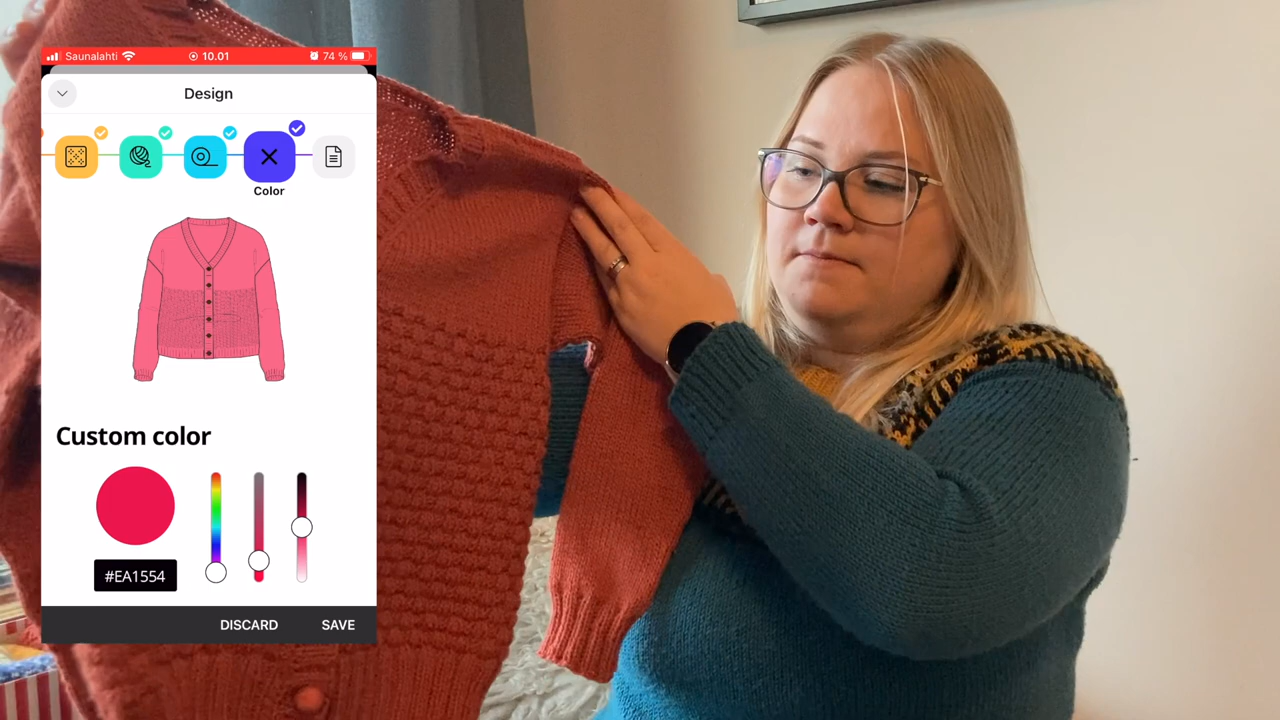 Saunalahti 10.01 74 %
Design
Color
Custom color
#EA1554
DISCARD SAVE